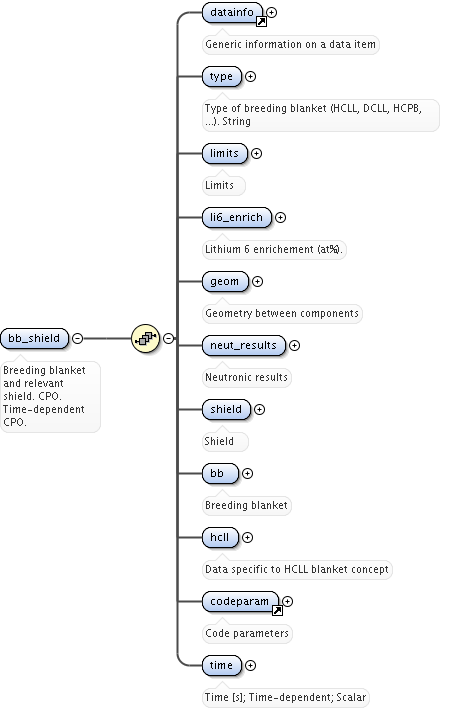 datainfo
Generic information on a data item
type
Type of breeding blanket (HCLL, DCLL, HCPB,
...). String
limits
Limits
li6_enrich
Lithium 6 enrichement (at%).
geom
Geometry between components
bb_shield
Breeding blanket
and relevant
shield. CPO.
Time-dependent
CPO.
neut_results
Neutronic results
shield
Shield
bb
Breeding blanket
hcll
Data specific to HCLL blanket concept
codeparam
Code parameters
time
Time [s]; Time-dependent; Scalar